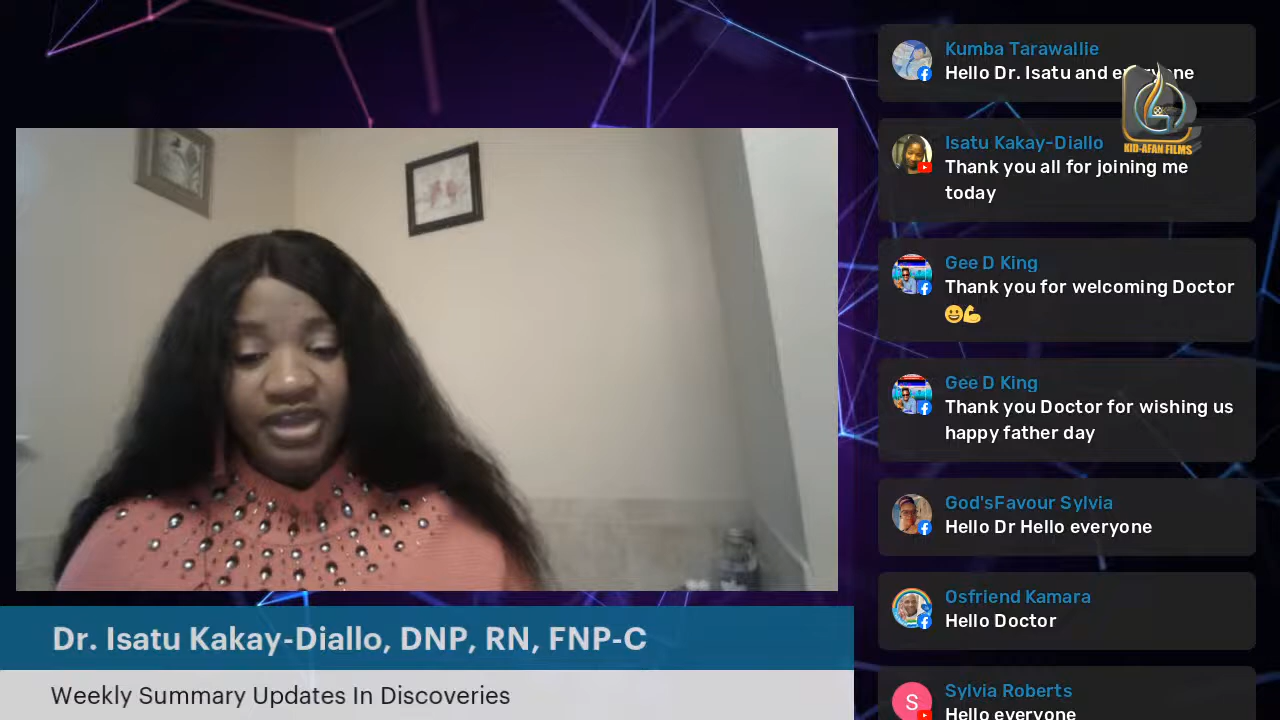 Kumba Tarawallie
Hello Dr. Isatu and everyone
KID-AFAN FILMS
Isatu Kakay-Diallo
Thank you all for joining me
today
Gee D King
Thank you for welcoming Doctor
😀💪
Gee D King
Thank you Doctor for wishing us
happy father day
God'sFavour Sylvia
Hello Dr Hello everyone
Osfriend Kamara
Hello Doctor
S
Sylvia Roberts
Hello everyone
Dr. Isatu Kakay-Diallo, DNP, RN, FNP-C
Weekly Summary Updates In Discoveries